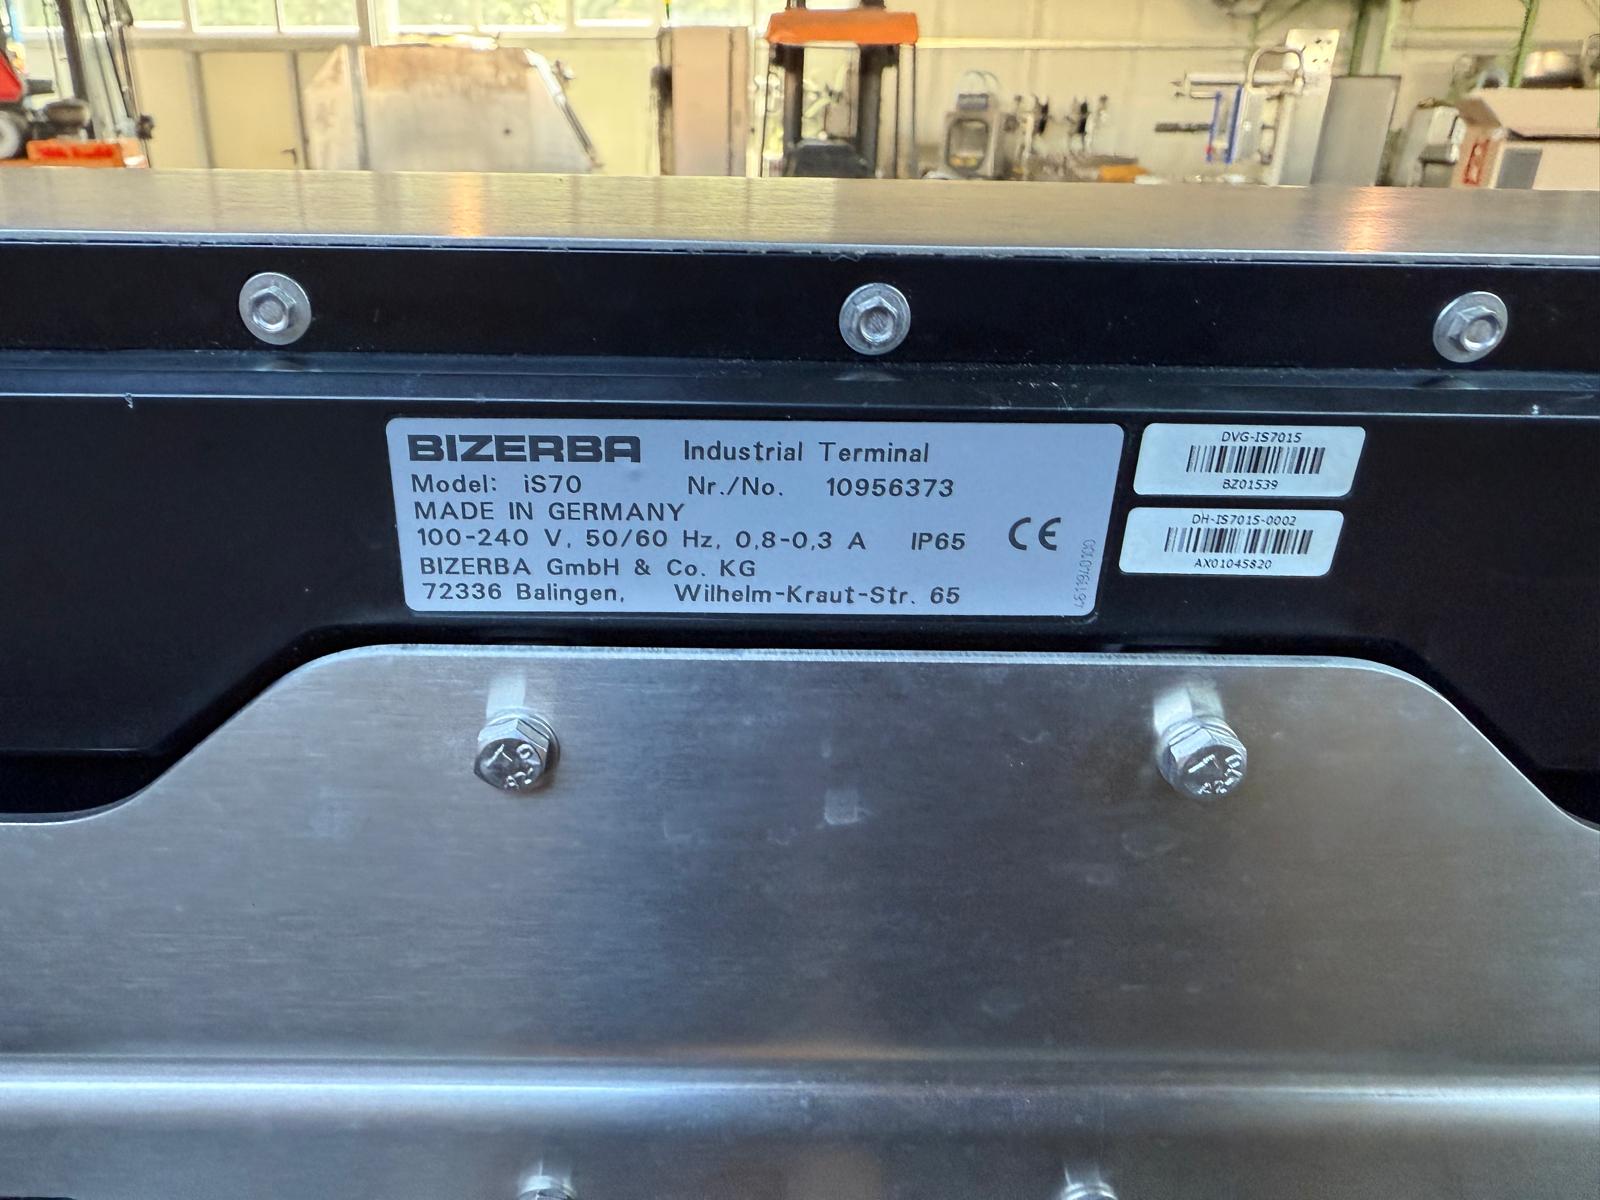 BIZERBA Industrial Terminal
Model: iS70 Nr./No. 10956373
MADE IN GERMANY
100-240 V, 50/60 Hz, 0,8-0,3 A IP65 CE
BIZERBA GmbH & Co. KG
72336 Balingen, Wilhelm-Kraut-Str. 65
DVG-IS7015
BZ01539
DH-IS7015-0002
AX01045820